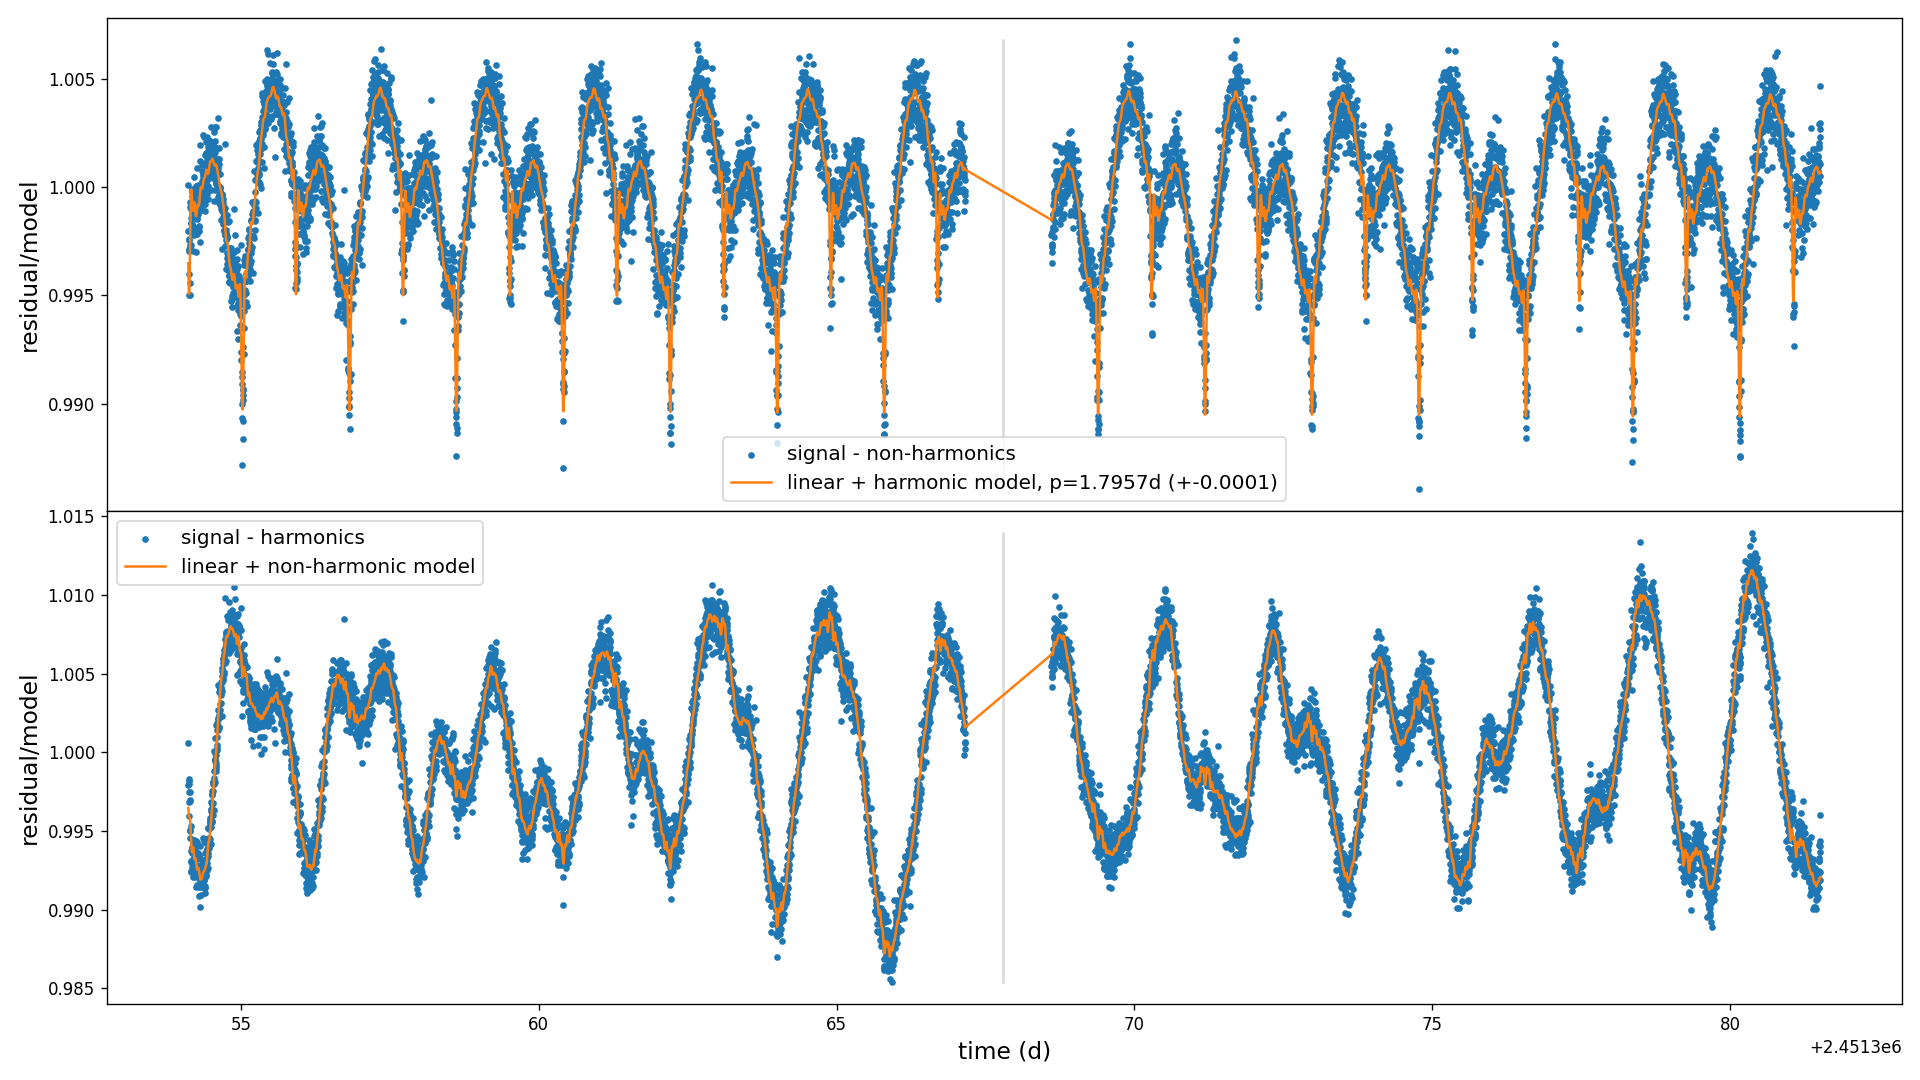 1.005
1.000
0.995
0.990
residual/model
signal - non-harmonics
linear + harmonic model, p=1.7957d (+-0.0001)
1.015
1.010
1.005
1.000
0.995
0.990
0.985
residual/model
signal - harmonics
linear + non-harmonic model
55
60
65
70
75
80
time (d)
+2.4513e6